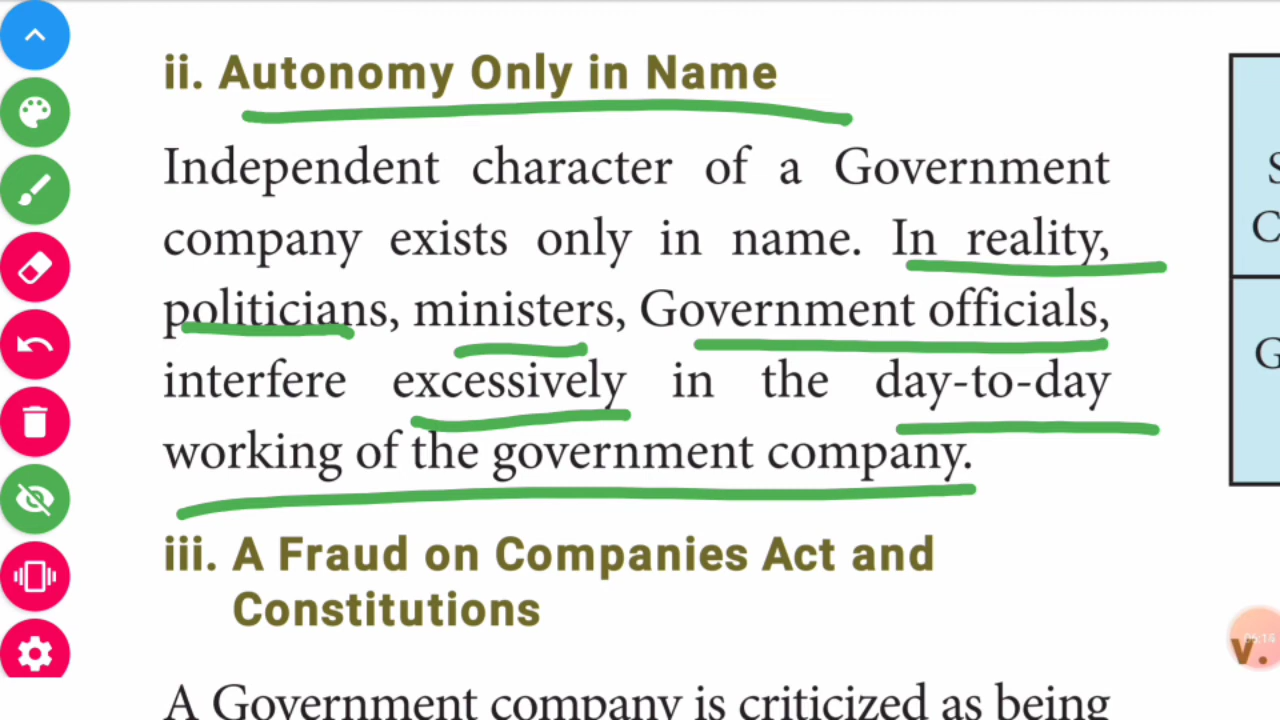 ii. Autonomy Only in Name
Independent character of a Government
company exists only in name. In reality,
politicians, ministers, Government officials,
interfere excessively in the day-to-day
working of the government company.
iii. A Fraud on Companies Act and
Constitutions
A Government company is criticized as being
S
C
G
06:14
v.